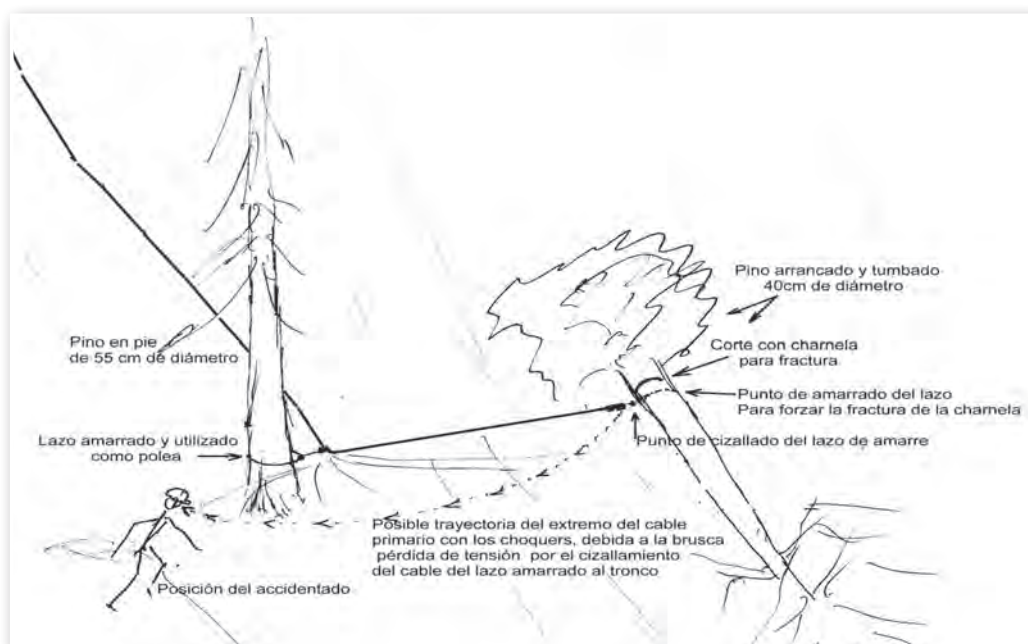 Pino arrancado y tumbado
40cm de diámetro
Pino en pie
de 55 cm de diámetro
Corte con charnela
para fractura
Punto de amarrado del lazo
Para forzar la fractura de la charnela
Lazo amarrado y utilizado
como polea
Punto de cizallado del lazo de amarre
Posible trayectoria del extremo del cable
primario con los choquers, debida a la brusca
pérdida de tensión por el cizallamiento
del cable del lazo amarrado al tronco
Posición del accidentado